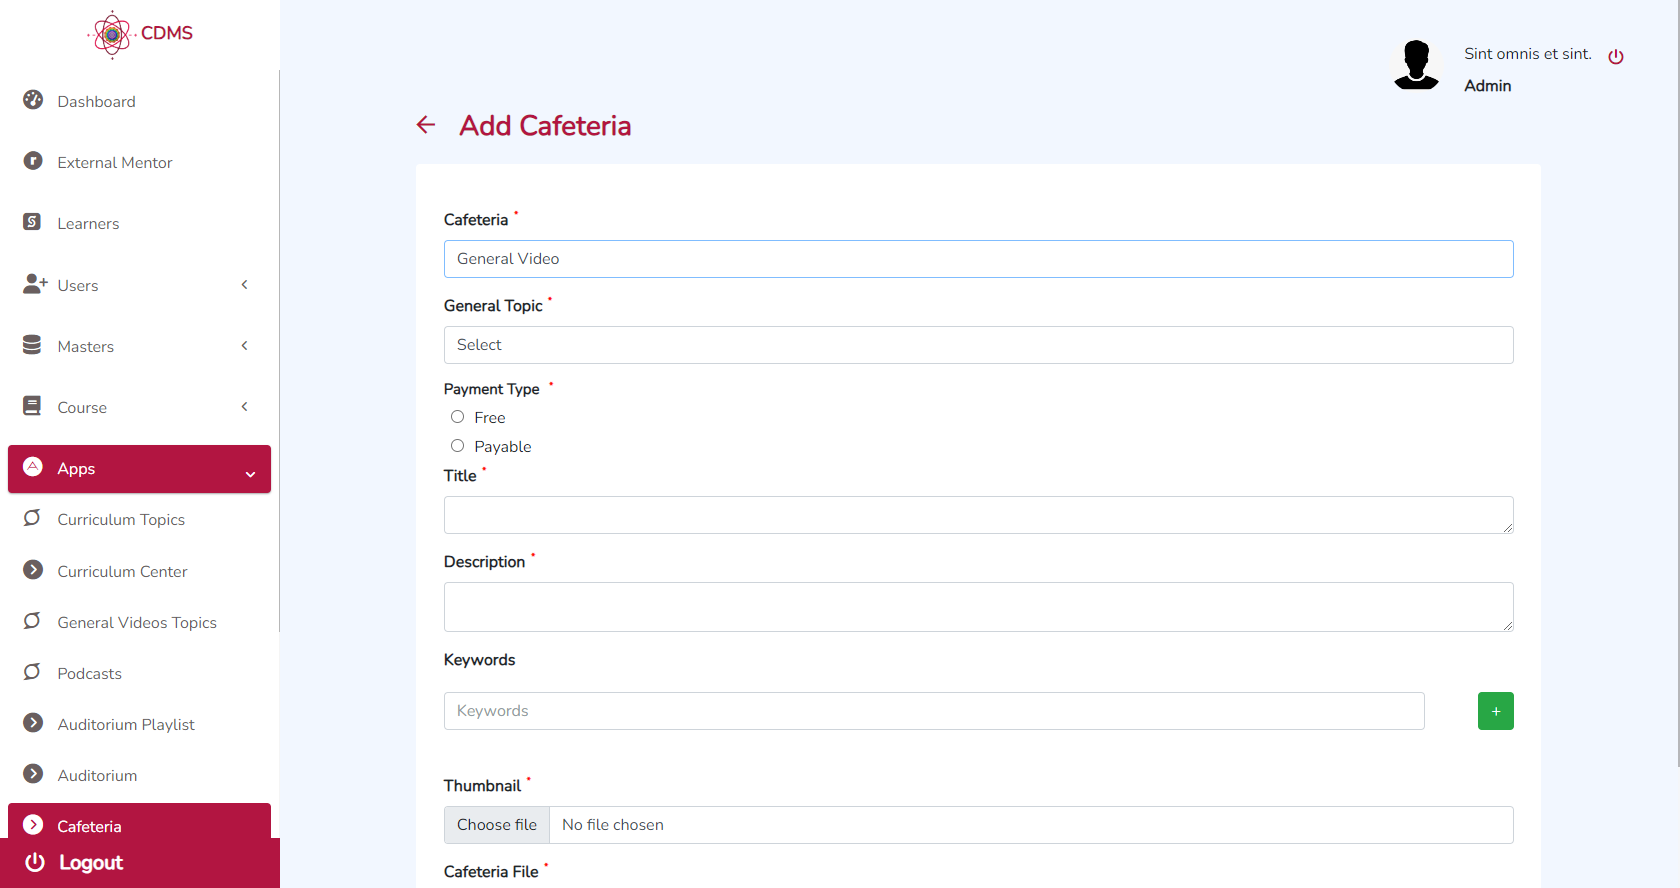 CDMS
Dashboard
External Mentor
Learners
Users
Masters
Course
Apps
Curriculum Topics
Curriculum Center
General Videos Topics
Podcasts
Auditorium Playlist
Auditorium
Cafeteria
Logout
Sint omnis et sint.
Admin
Add Cafeteria
Cafeteria *
General Video
General Topic *
Select
Payment Type *
Free
Payable
Title *
Description *
Keywords
Keywords
+
Thumbnail *
Choose file No file chosen
Cafeteria File *